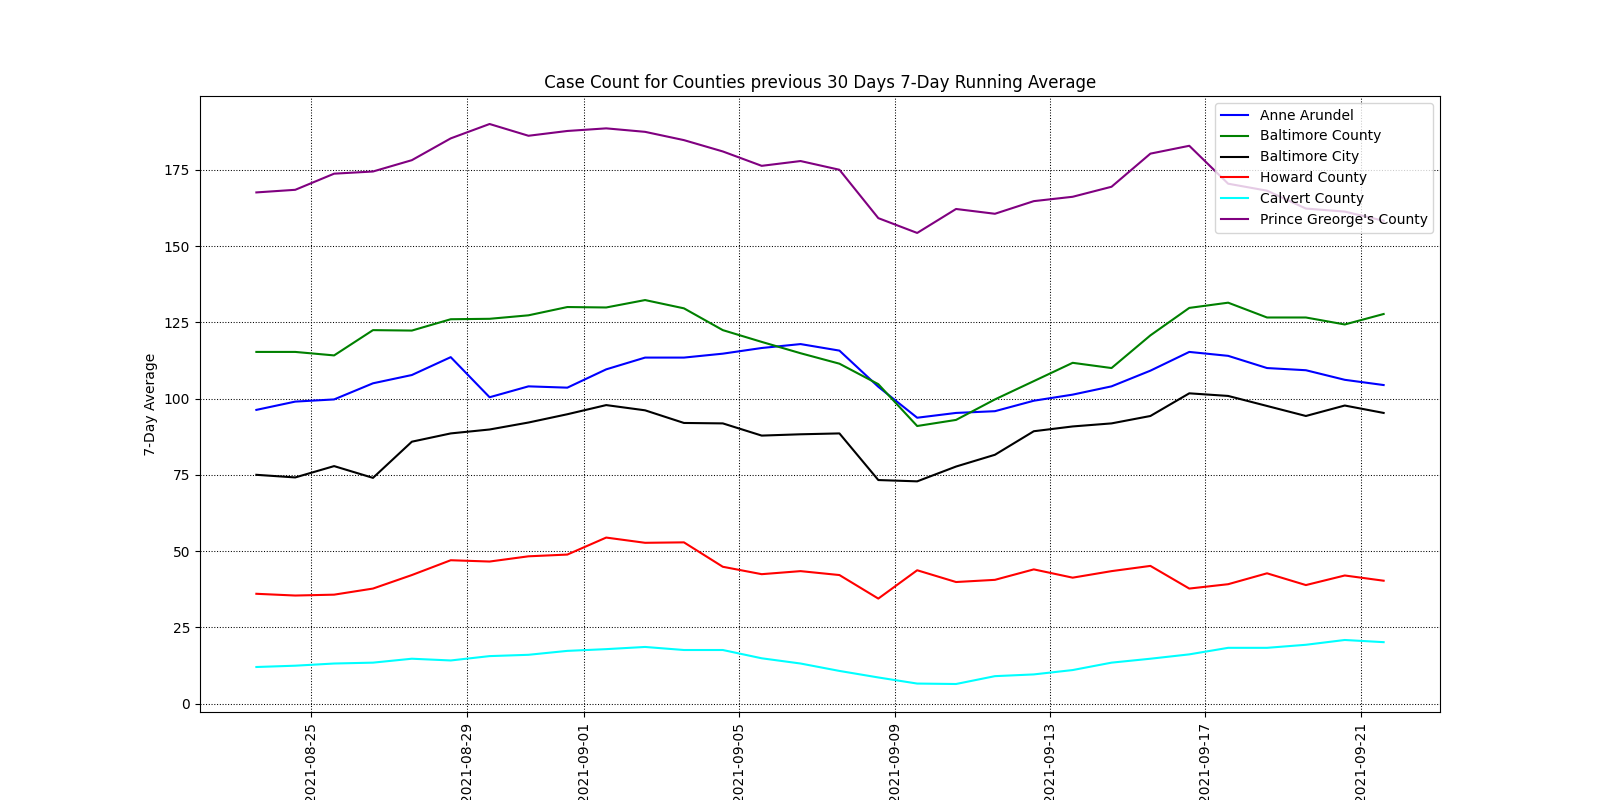 Case Count for Counties previous 30 Days 7-Day Running Average
Anne Arundel
Baltimore County
Baltimore City
Howard County
Calvert County
Prince Greorge's County
7-Day Average
175
150
125
100
75
50
25
0
2021-08-25
2021-08-29
2021-09-01
2021-09-05
2021-09-09
2021-09-13
2021-09-17
2021-09-21